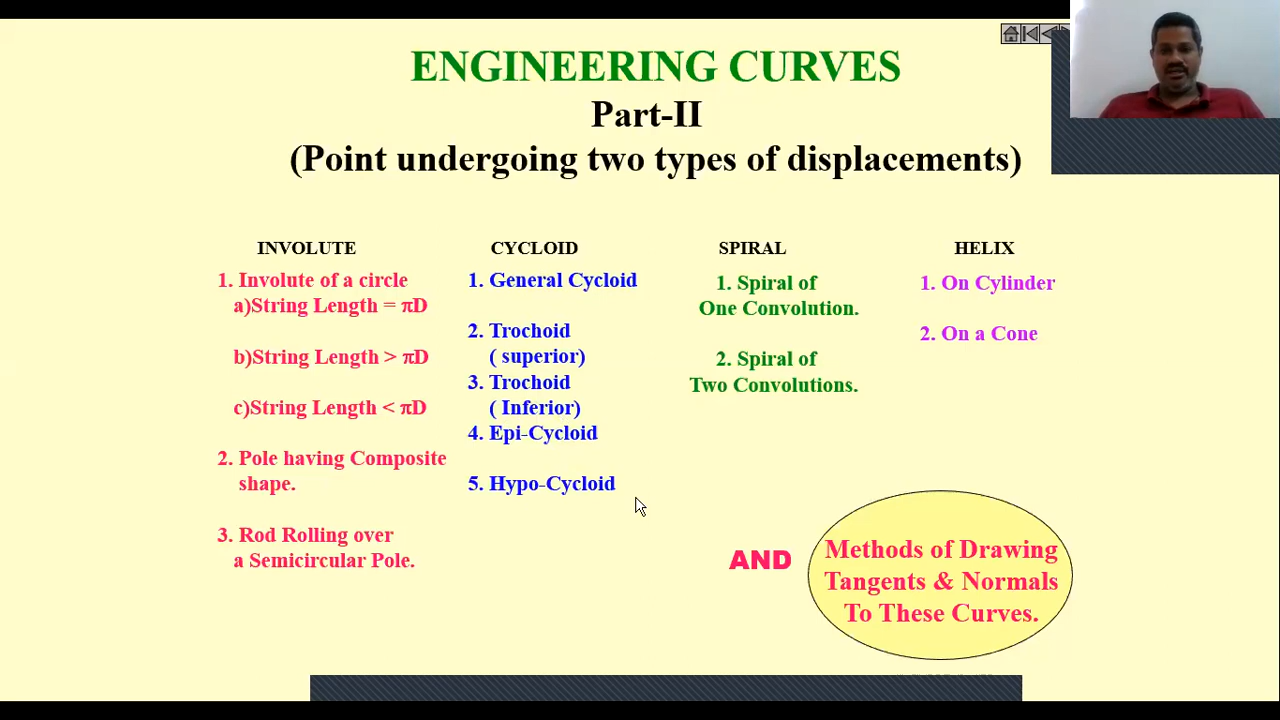 ENGINEERING CURVES
Part-II
(Point undergoing two types of displacements)
INVOLUTE
1. Involute of a circle
a)String Length = πD
b)String Length > πD
c)String Length < πD
2. Pole having Composite
shape.
3. Rod Rolling over
a Semicircular Pole.
CYCLOID
1. General Cycloid
2. Trochoid
( superior)
3. Trochoid
( Inferior)
4. Epi-Cycloid
5. Hypo-Cycloid
SPIRAL
1. Spiral of
One Convolution.
2. Spiral of
Two Convolutions.
HELIX
1. On Cylinder
2. On a Cone
AND
Methods of Drawing
Tangents & Normals
To These Curves.